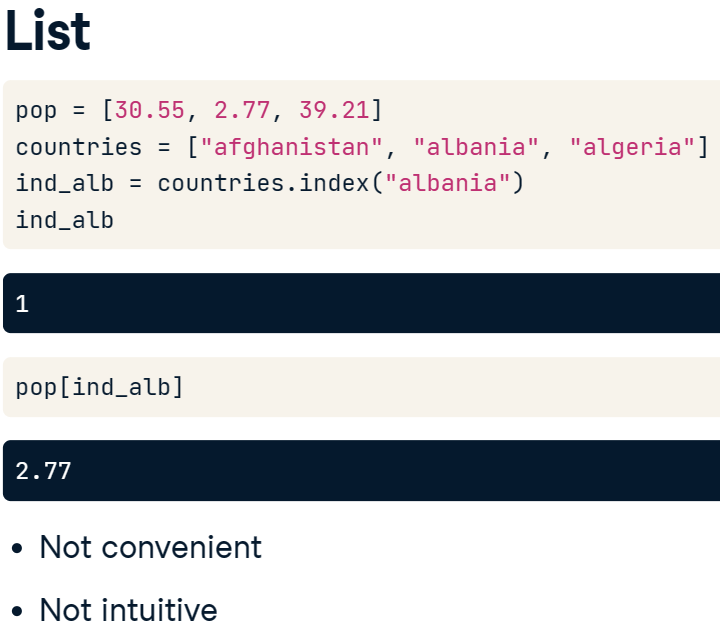 List
pop = [30.55, 2.77, 39.21]
countries = ["afghanistan", "albania", "algeria"]
ind_alb = countries.index("albania")
ind_alb
1
pop[ind_alb]
2.77
• Not convenient
• Not intuitive